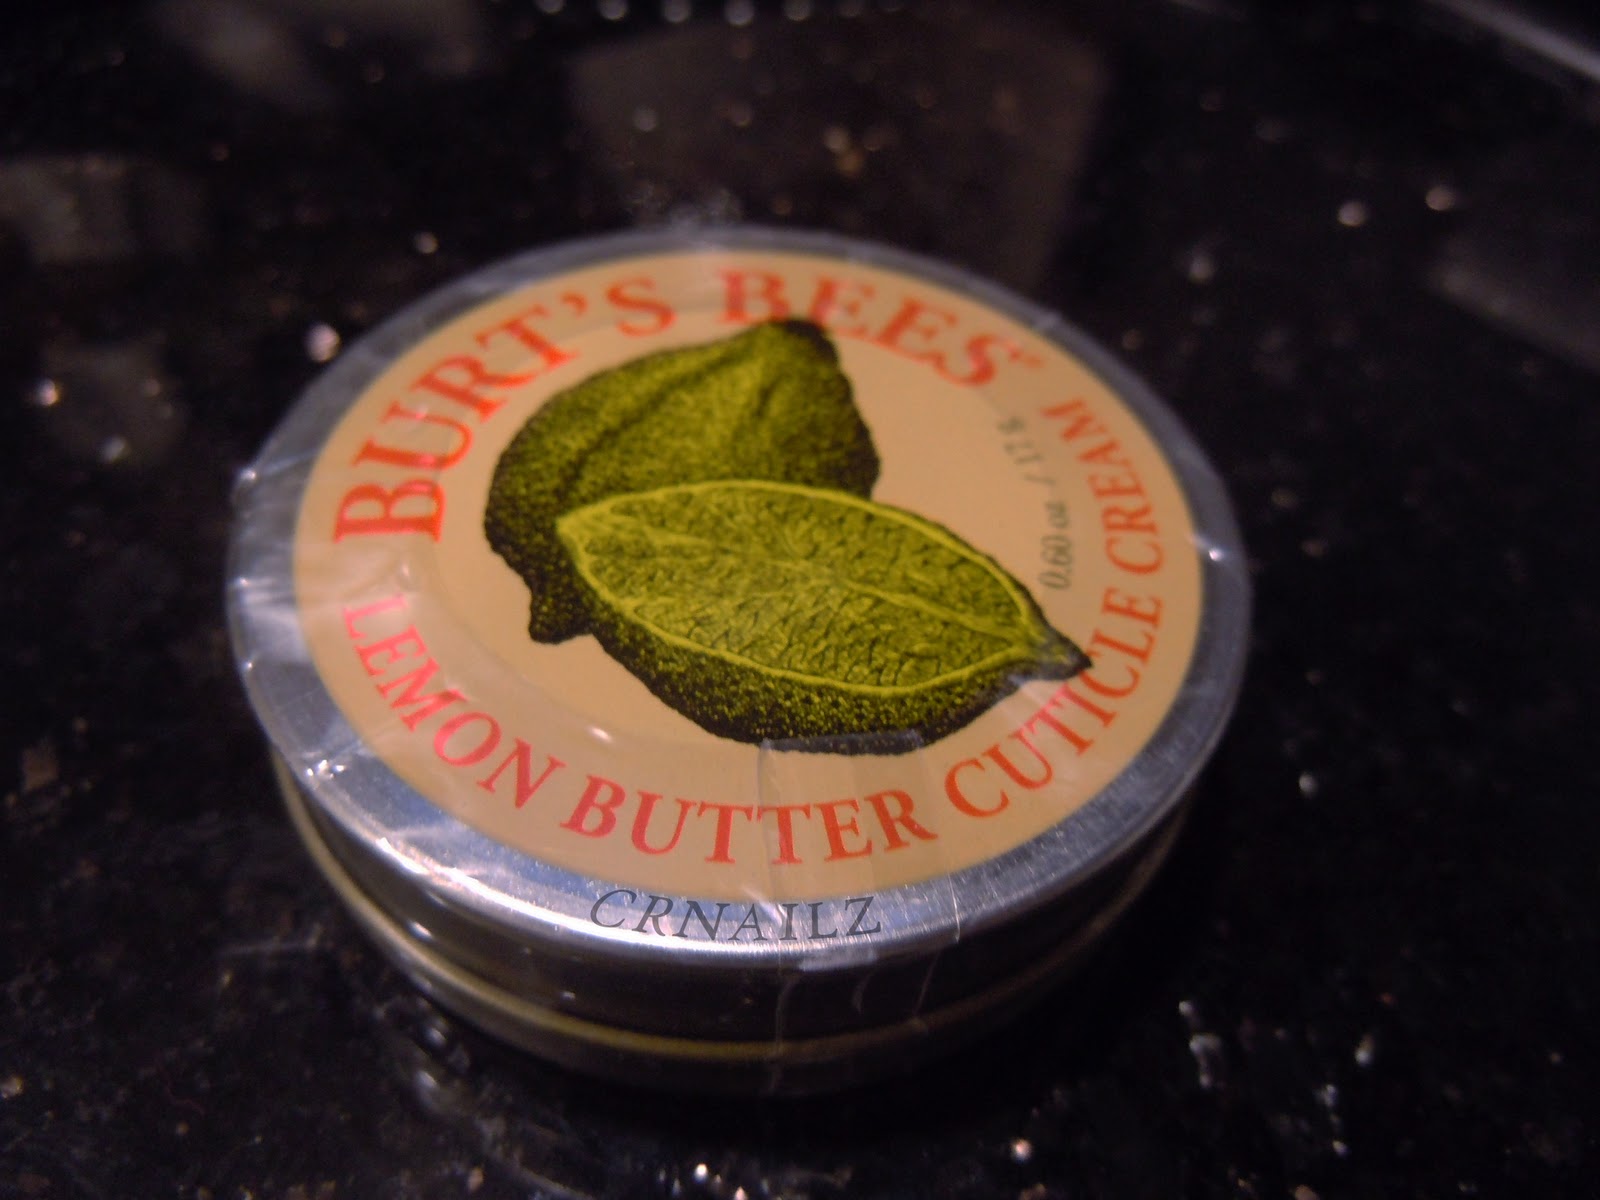 BURT'S BEES
0.60 oz / 17 g
LEMON BUTTER CUTICLE CREAM
CRNAILZ